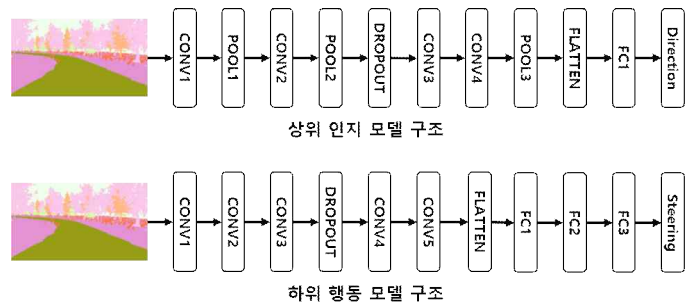 CONV1
POOL1
CONV2
POOL2
DROPOUT
CONV3
CONV4
POOL3
FLATTEN
FC1
Direction
상위 인지 모델 구조
CONV1
CONV2
CONV3
DROPOUT
CONV4
CONV5
FLATTEN
FC1
FC2
FC3
Steering
하위 행동 모델 구조